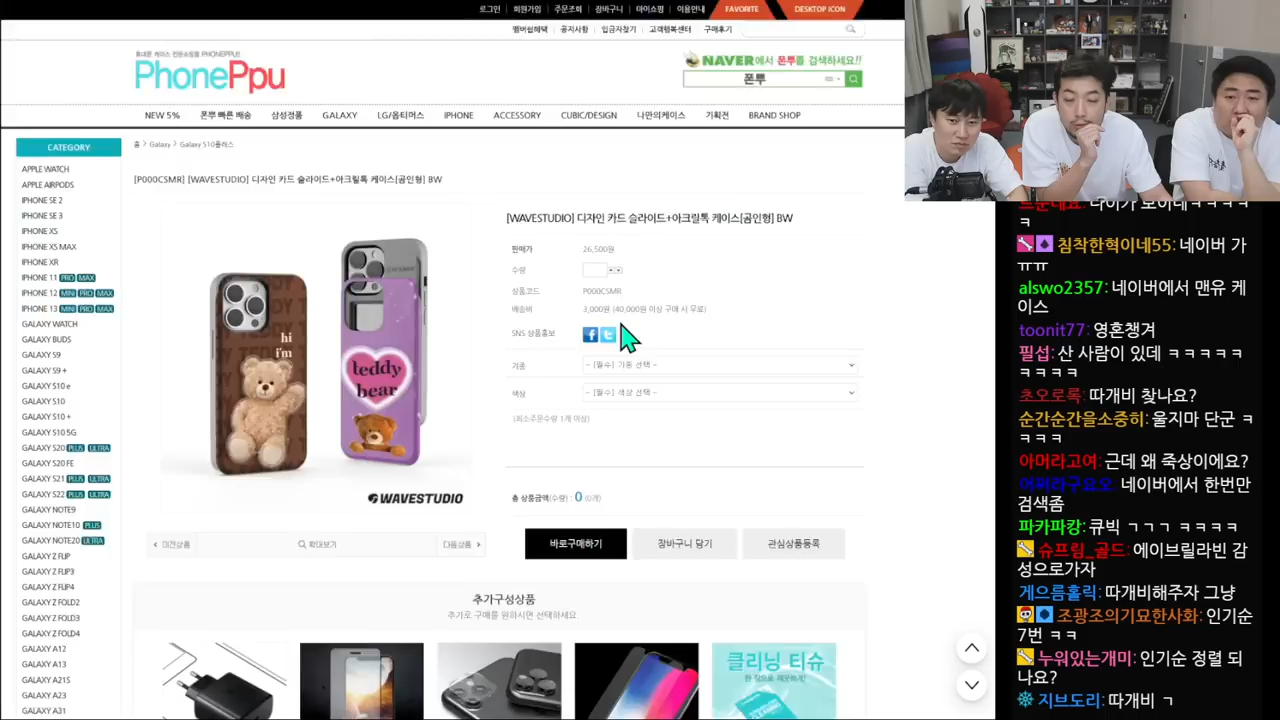 로그인 회원가입 주문조회 장바구니 마이쇼핑 이용안내 FAVORITE DESKTOP ICON
멤버쉽혜택 공지사항 입금자찾기 고객행복센터 구매후기
휴대폰 케이스 전문쇼핑몰 PHONEPPU!
PhonePpu
NAVER에서 폰뿌를 검색하세요!!
폰뿌
NEW 5% 폰뿌 빠른 배송 삼성정품 GALAXY LG/옵티머스 IPHONE ACCESSORY CUBIC/DESIGN 나만의케이스 기획전 BRAND SHOP
CATEGORY
홈 > Galaxy > Galaxy S10플러스
APPLE WATCH
APPLE AIRPODS
IPHONE SE 2
IPHONE SE 3
IPHONE XS
IPHONE XS MAX
IPHONE XR
IPHONE 11 PRO MAX
IPHONE 12 MINI PRO MAX
IPHONE 13 MINI PRO MAX
GALAXY WATCH
GALAXY BUDS
GALAXY S9
GALAXY S9 +
GALAXY S10 e
GALAXY S10
GALAXY S10 +
GALAXY S10 5G
GALAXY S20 PLUS ULTRA
GALAXY S20 FE
GALAXY S21 PLUS ULTRA
GALAXY S22 PLUS ULTRA
GALAXY NOTE9
GALAXY NOTE10 PLUS
GALAXY NOTE20 ULTRA
GALAXY Z FLIP
GALAXY Z FLIP3
GALAXY Z FLIP4
GALAXY Z FOLD2
GALAXY Z FOLD3
GALAXY Z FOLD4
GALAXY A12
GALAXY A13
GALAXY A21S
GALAXY A23
GALAXY A31
[P000CSMR] [WAVESTUDIO] 디자인 카드 슬라이드+아크릴톡 케이스[곰인형] BW
hi
i'm
teddy
bear
WAVESTUDIO
[WAVESTUDIO] 디자인 카드 슬라이드+아크릴톡 케이스[곰인형] BW
판매가 26,500원
수량
상품코드 P000CSMR
배송비 3,000원 (40,000원 이상 구매 시 무료)
SNS 상품홍보
기종 - [필수] 기종 선택 -
색상 - [필수] 색상 선택 -
(최소주문수량 1개 이상)
총 상품금액(수량) : 0 (0개)
바로구매하기 장바구니 담기 관심상품등록
< 이전상품 확대보기 다음상품 >
추가구성상품
추가로 구매를 원하시면 선택하세요
클리닝 티슈
ㅋ
침착한혁이네55: 네이버 가
ㅠㅠ
alswo2357: 네이버에서 맨유 케
이스
toonit77: 영혼챙겨
필섭: 산 사람이 있데 ㅋㅋㅋㅋㅋ
ㅋㅋㅋㅋㅋ
초오로록: 따개비 찾나요?
순간순간을소중히: 울지마 단군 ㅋ
ㅋㅋㅋㅋ
아머라고여: 근데 왜 죽상이에요?
어쩌라구요오: 네이버에서 한번만
검색좀
파카파캉: 큐빅 ㄱㄱㄱ ㅋㅋㅋㅋ
슈프림_골드: 에이브릴라빈 감
성으로가자
게으름홀릭: 따개비해주자 그냥
조광조의기묘한사화: 인기순
7번 ㅋㅋ
누워있는개미: 인기순 정렬 되
나요?
지브도리: 따개비 ㄱ